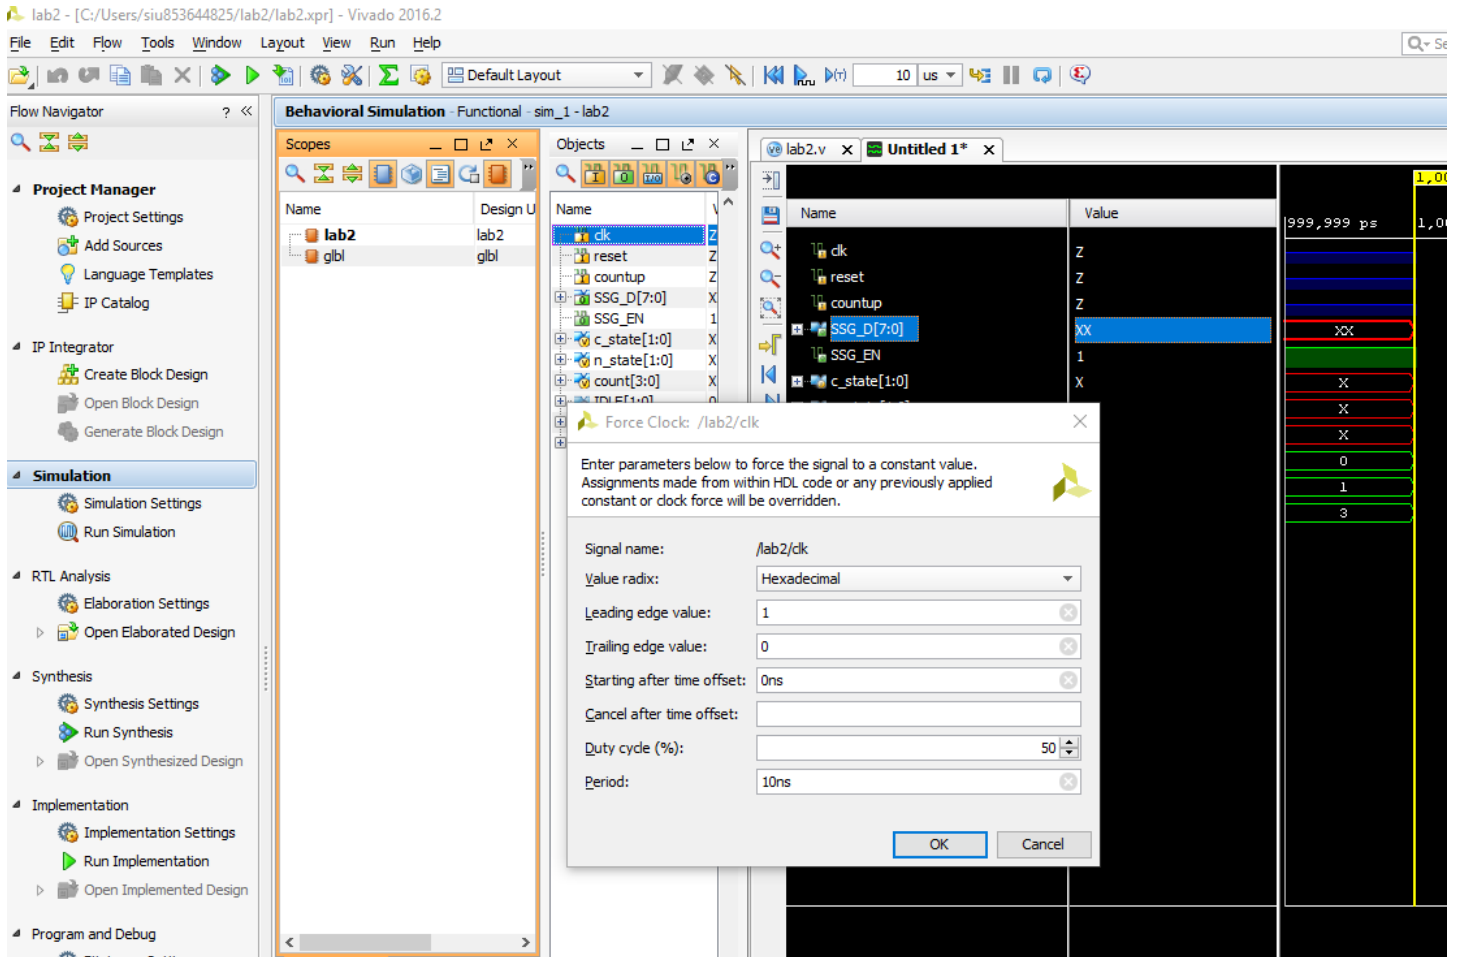 lab2 - [C:/Users/siu853644825/lab2/lab2.xpr] - Vivado 2016.2
File Edit Flow Tools Window Layout View Run Help
Default Layout 10 us
Flow Navigator ? «
Project Manager
Project Settings
Add Sources
Language Templates
IP Catalog
IP Integrator
Create Block Design
Open Block Design
Generate Block Design
Simulation
Simulation Settings
Run Simulation
RTL Analysis
Elaboration Settings
Open Elaborated Design
Synthesis
Synthesis Settings
Run Synthesis
Open Synthesized Design
Implementation
Implementation Settings
Run Implementation
Open Implemented Design
Program and Debug
Behavioral Simulation - Functional - sim_1 - lab2
Scopes
Name Design U
lab2 lab2
glbl glbl
Objects
Name
clk Z
reset Z
countup Z
SSG_D[7:0] X
SSG_EN 1
c_state[1:0] X
n_state[1:0] X
count[3:0] X
IDLE[1:0] 0
lab2.v Untitled 1*
Name Value
clk Z
reset Z
countup Z
SSG_D[7:0] XX
SSG_EN 1
c_state[1:0] X
999,999 ps
XX
X
X
X
0
1
3
Force Clock: /lab2/clk
Enter parameters below to force the signal to a constant value.
Assignments made from within HDL code or any previously applied
constant or clock force will be overridden.
Signal name: /lab2/clk
Value radix: Hexadecimal
Leading edge value: 1
Trailing edge value: 0
Starting after time offset: 0ns
Cancel after time offset:
Duty cycle (%): 50
Period: 10ns
OK Cancel